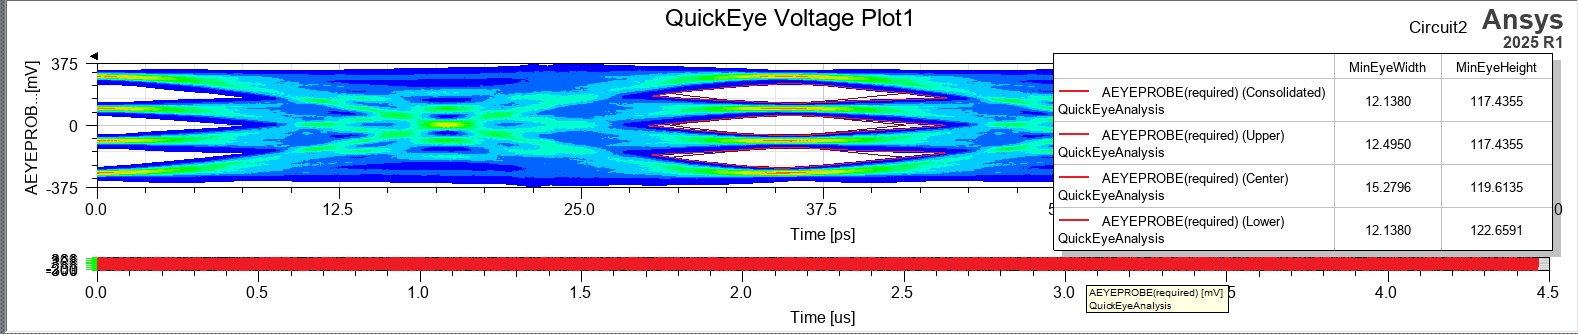 QuickEye Voltage Plot1
Circuit2
Ansys
2025 R1
AEYEPROB...[mV]
375
0
-375
0.0
12.5
25.0
37.5
5
0
Time [ps]
MinEyeWidth MinEyeHeight
AEYEPROBE(required) (Consolidated)
QuickEyeAnalysis
12.1380 117.4355
AEYEPROBE(required) (Upper)
QuickEyeAnalysis
12.4950 117.4355
AEYEPROBE(required) (Center)
QuickEyeAnalysis
15.2796 119.6135
AEYEPROBE(required) (Lower)
QuickEyeAnalysis
12.1380 122.6591
0.0 0.5 1.0 1.5 2.0 2.5 3.0 5 4.0 4.5
AEYEPROBE(required) [mV]
QuickEyeAnalysis
Time [us]